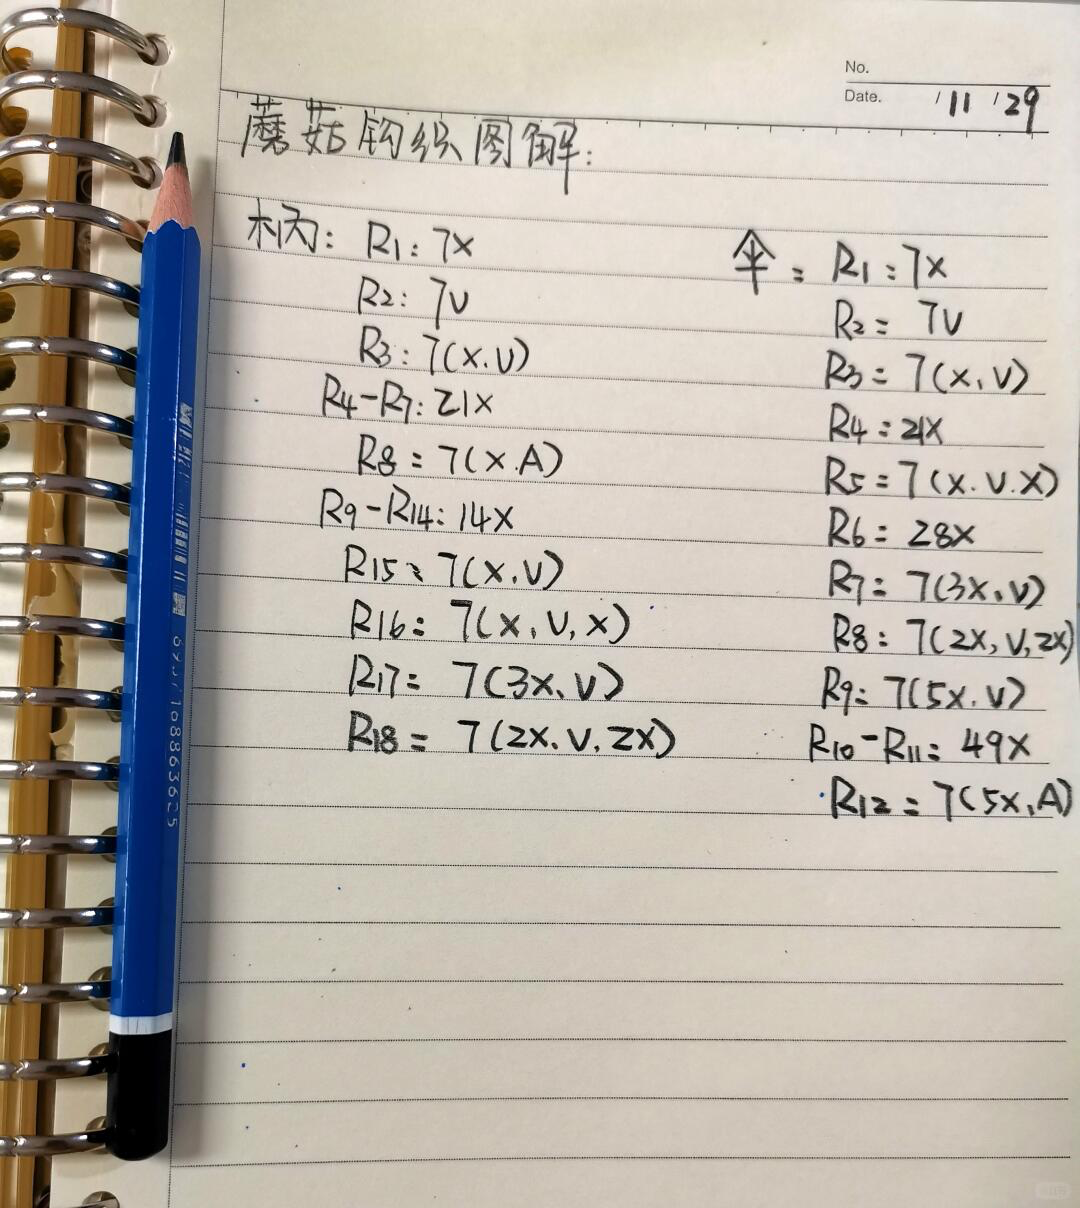 No.
Date. / 11 / 29
蘑菇钩织图解:
柄: R1: 7X
R2: 7V
R3: 7(X.V)
R4-R7: 21X
R8= 7(X.A)
R9-R14: 14X
R15: 7(X,V)
R16= 7(X,V,X)
R17= 7(3X,V)
R18= 7(2X.V.2X)
伞: R1: 7X
R2= 7V
R3= 7(X,V)
R4=21X
R5=7(X.V.X)
R6= 28X
R7= 7(3X,V)
R8= 7(2X,V,2X)
R9= 7(5X.V)
R10-R11= 49X
R12=7(5X,A)